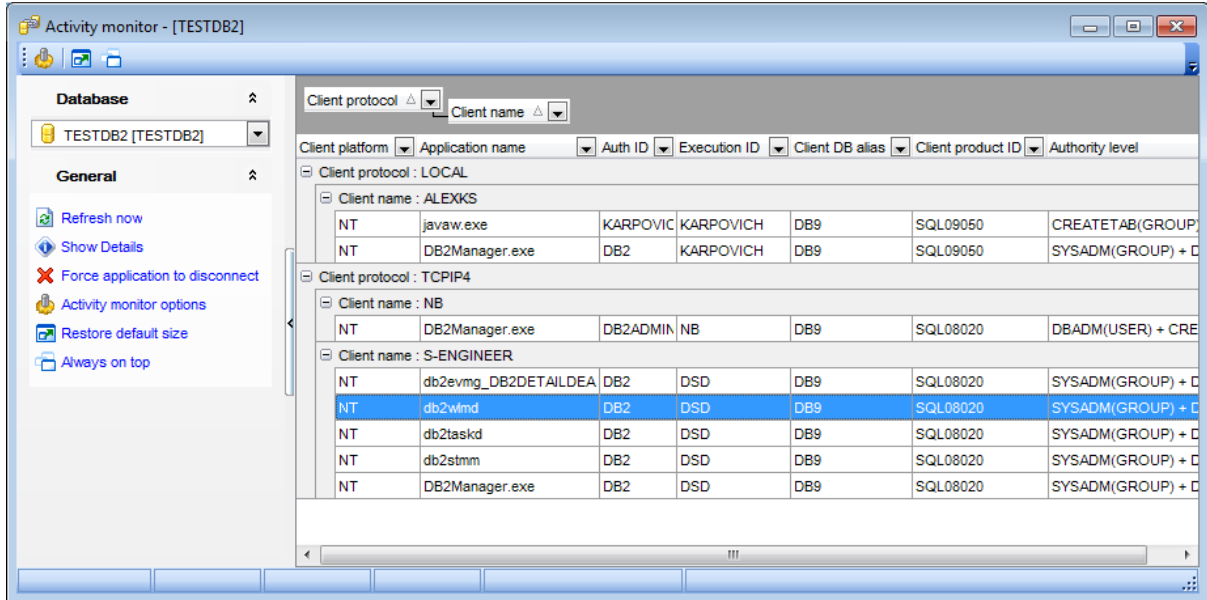 Activity monitor - [TESTDB2]
Database
TESTDB2 [TESTDB2]
General
Refresh now
Show Details
Force application to disconnect
Activity monitor options
Restore default size
Always on top
Client protocol
Client name
Client platform Application name Auth ID Execution ID Client DB alias Client product ID Authority level
Client protocol : LOCAL
Client name : ALEXKS
NT javaw.exe KARPOVIC KARPOVICH DB9 SQL09050 CREATETAB(GROUP)
NT DB2Manager.exe DB2 KARPOVICH DB9 SQL09050 SYSADM(GROUP) + D
Client protocol : TCPIP4
Client name : NB
NT DB2Manager.exe DB2ADMIN NB DB9 SQL08020 DBADM(USER) + CRE
Client name : S-ENGINEER
NT db2evmg_DB2DETAILDEA DB2 DSD DB9 SQL08020 SYSADM(GROUP) + D
NT db2wlmd DB2 DSD DB9 SQL08020 SYSADM(GROUP) + D
NT db2taskd DB2 DSD DB9 SQL08020 SYSADM(GROUP) + D
NT db2stmm DB2 DSD DB9 SQL08020 SYSADM(GROUP) + D
NT DB2Manager.exe DB2 DSD DB9 SQL08020 SYSADM(GROUP) + D